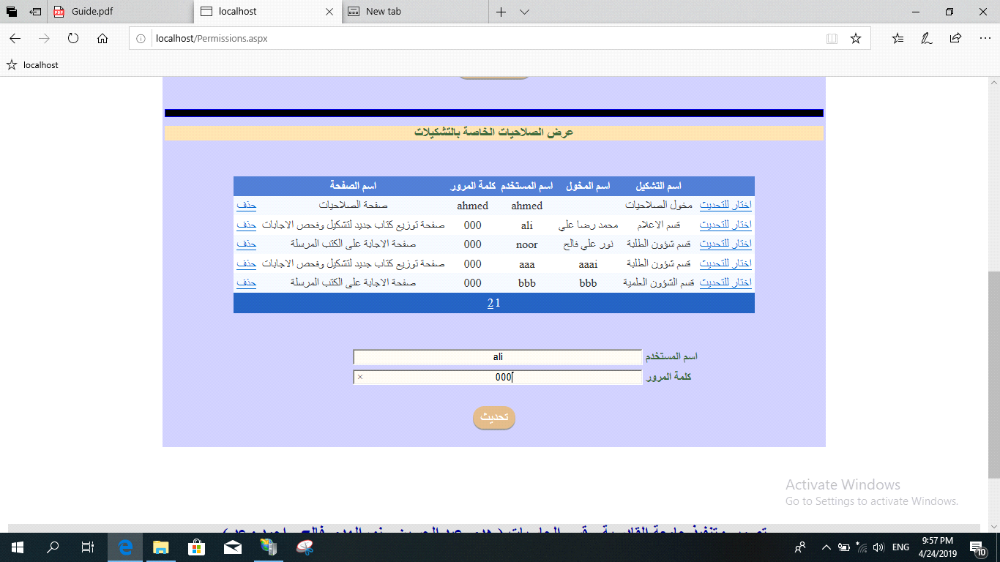 Guide.pdf localhost New tab
localhost/Permissions.aspx
localhost
عرض الصلاحيات الخاصة بالتشكيلات
اسم التشكيل اسم المخول اسم المستخدم كلمة المرور اسم الصفحة
اختار للتحديث مخول الصلاحيات ahmed ahmed صفحة الصلاحيات حذف
اختار للتحديث قسم الاعلام محمد رضا علي ali 000 صفحة توزيع كتاب جديد لتشكيل وفحص الاجابات حذف
اختار للتحديث قسم شؤون الطلبة نور علي فالح noor 000 صفحة الاجابة على الكتب المرسلة حذف
اختار للتحديث قسم شؤون الطلبة aaai aaa 000 صفحة توزيع كتاب جديد لتشكيل وفحص الاجابات حذف
اختار للتحديث قسم الشؤون العلمية bbb bbb 000 صفحة الاجابة على الكتب المرسلة حذف
2 1
اسم المستخدم ali
كلمة المرور 000
تحديث
Activate Windows
Go to Settings to activate Windows.
ENG 9:57 PM
4/24/2019 10